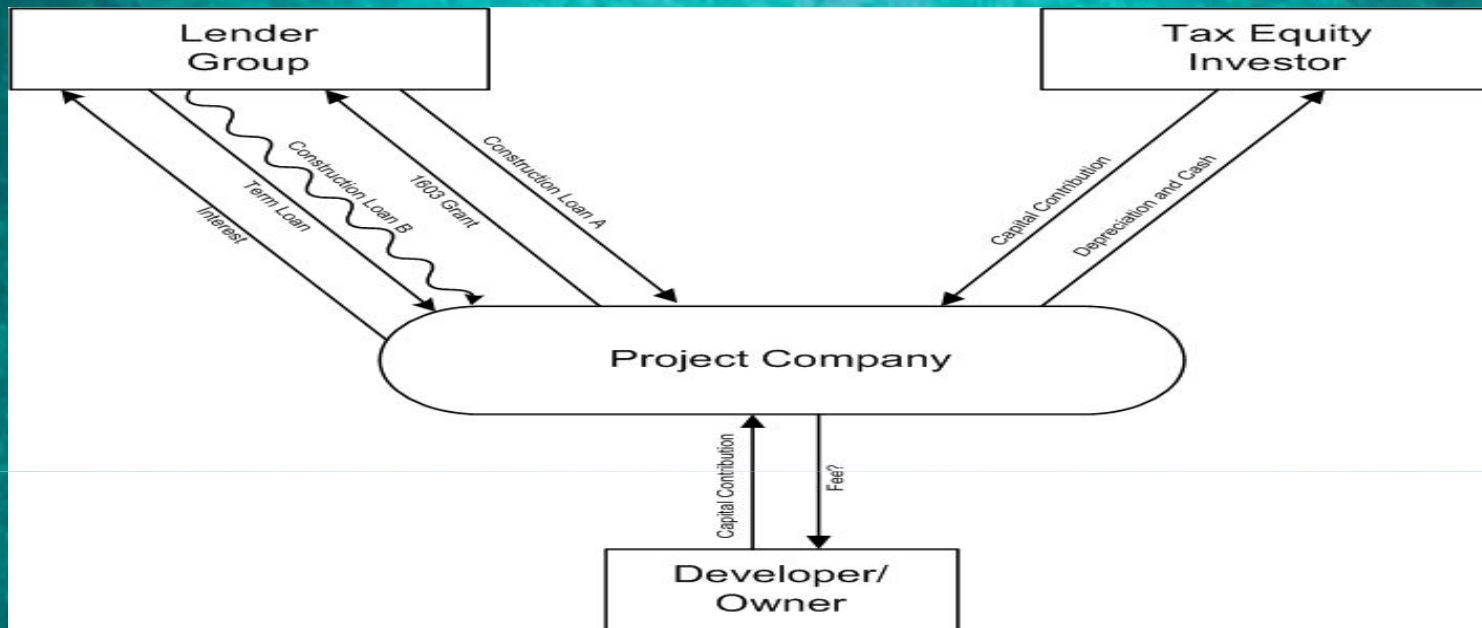 Lender
Group
Tax Equity
Investor
Construction Loan A
1603 Grant
Construction Loan B
Term Loan
Interest
Capital Contribution
Depreciation and Cash
Project Company
Capital Contribution
Fee?
Developer/
Owner